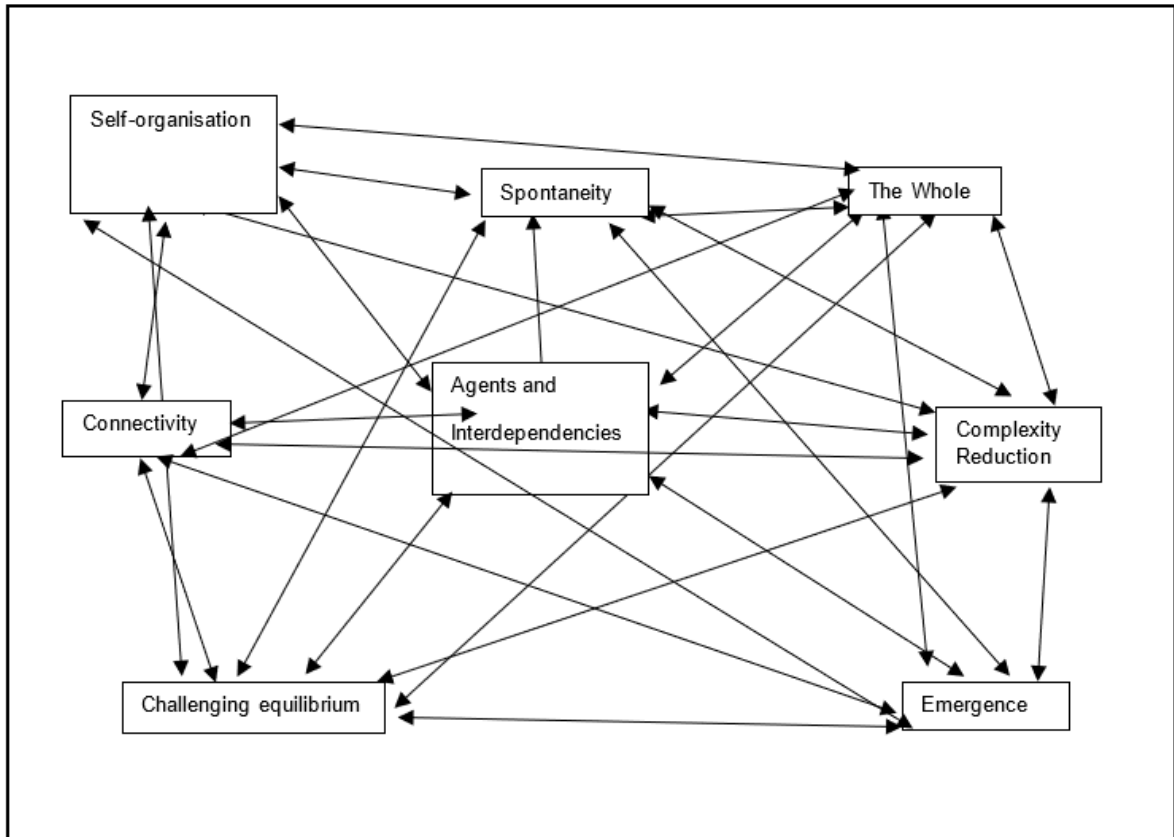 Self-organisation
Spontaneity
The Whole
Agents and
Interdependencies
Connectivity
Complexity
Reduction
Challenging equilibrium
Emergence